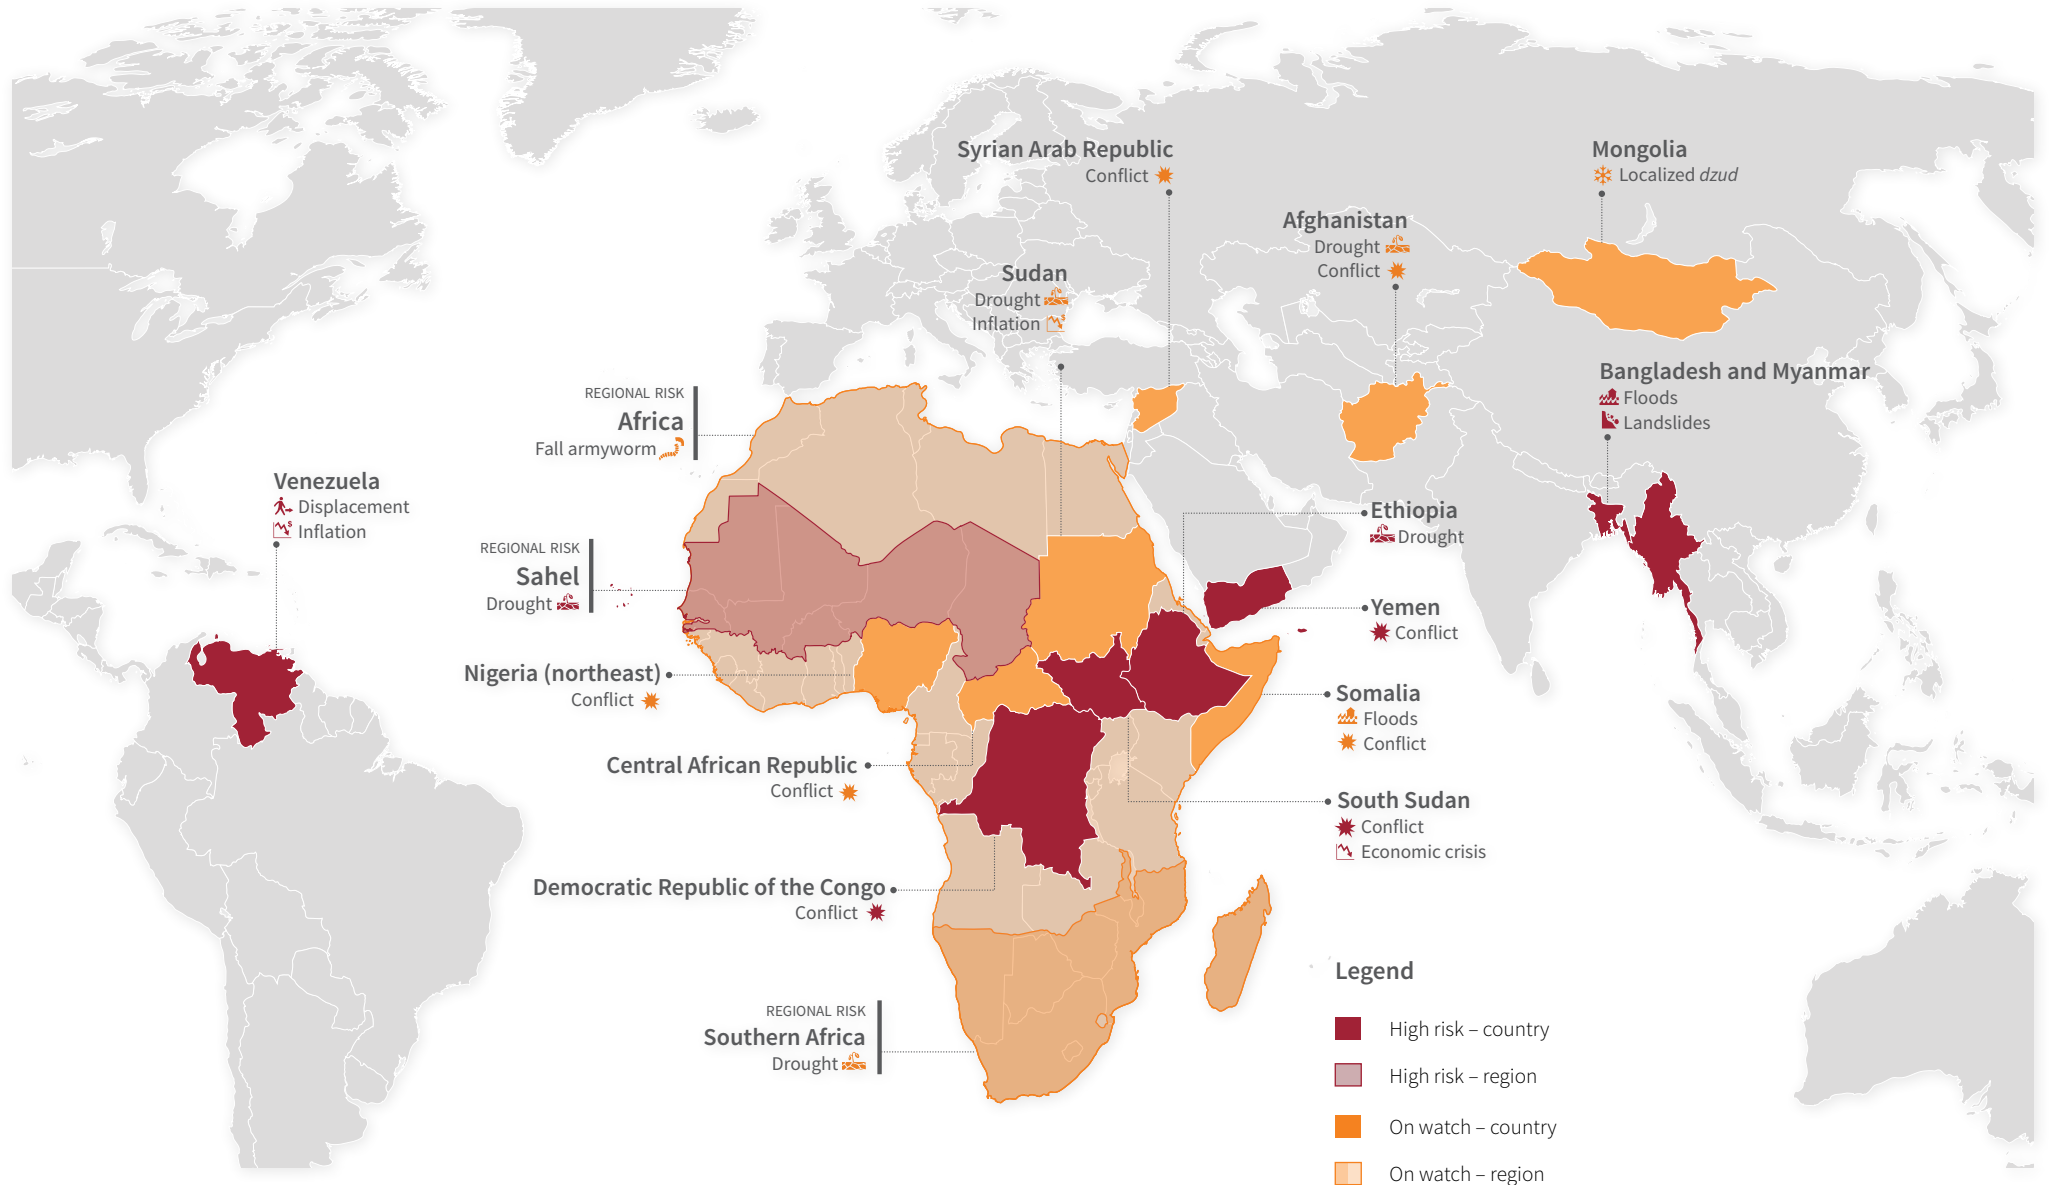 Syrian Arab Republic
Conflict
Mongolia
Localized dzud
Afghanistan
Drought
Conflict
Sudan
Drought
Inflation
Bangladesh and Myanmar
Floods
Landslides
REGIONAL RISK
Africa
Fall armyworm
Venezuela
Displacement
Inflation
Ethiopia
Drought
REGIONAL RISK
Sahel
Drought
Yemen
Conflict
Nigeria (northeast)
Conflict
Somalia
Floods
Conflict
Central African Republic
Conflict
South Sudan
Conflict
Economic crisis
Democratic Republic of the Congo
Conflict
REGIONAL RISK
Southern Africa
Drought
Legend
High risk – country
High risk – region
On watch – country
On watch – region